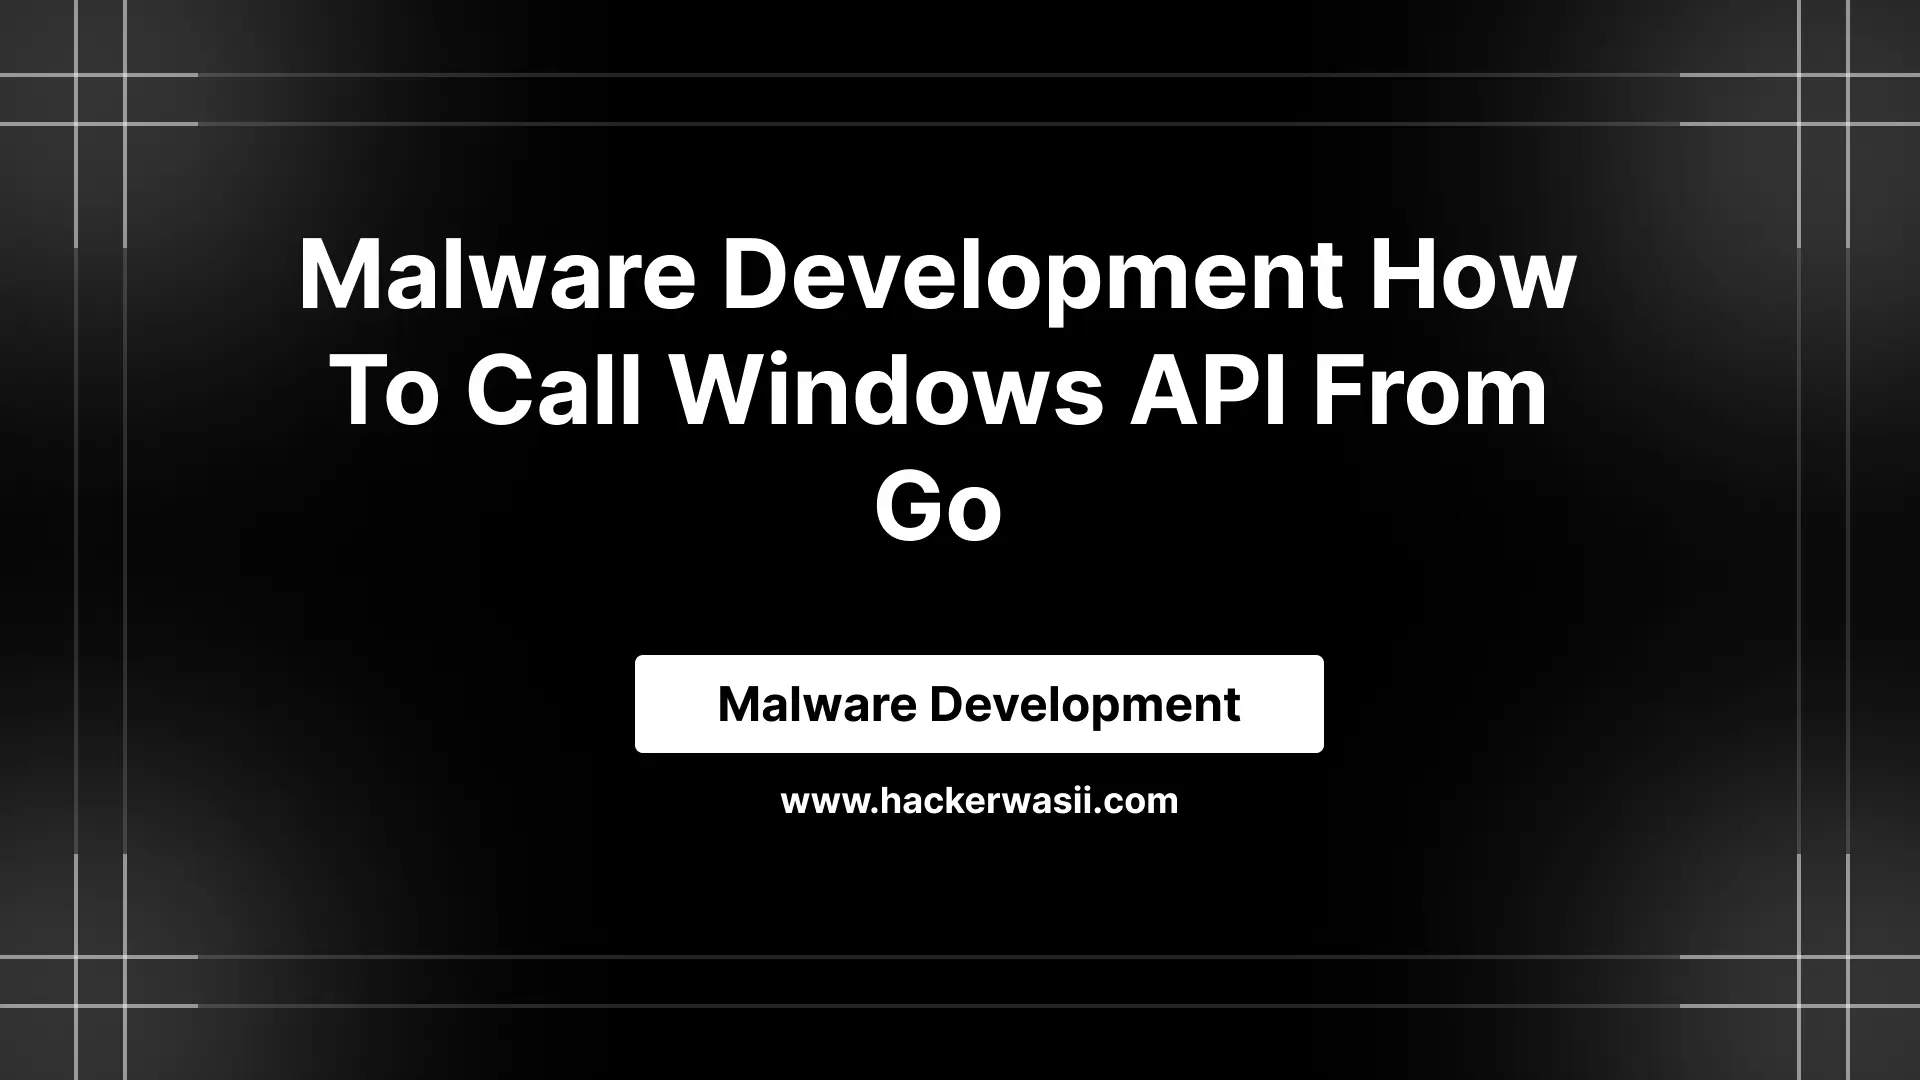 Malware Development How
To Call Windows API From
Go
Malware Development
www.hackerwasii.com